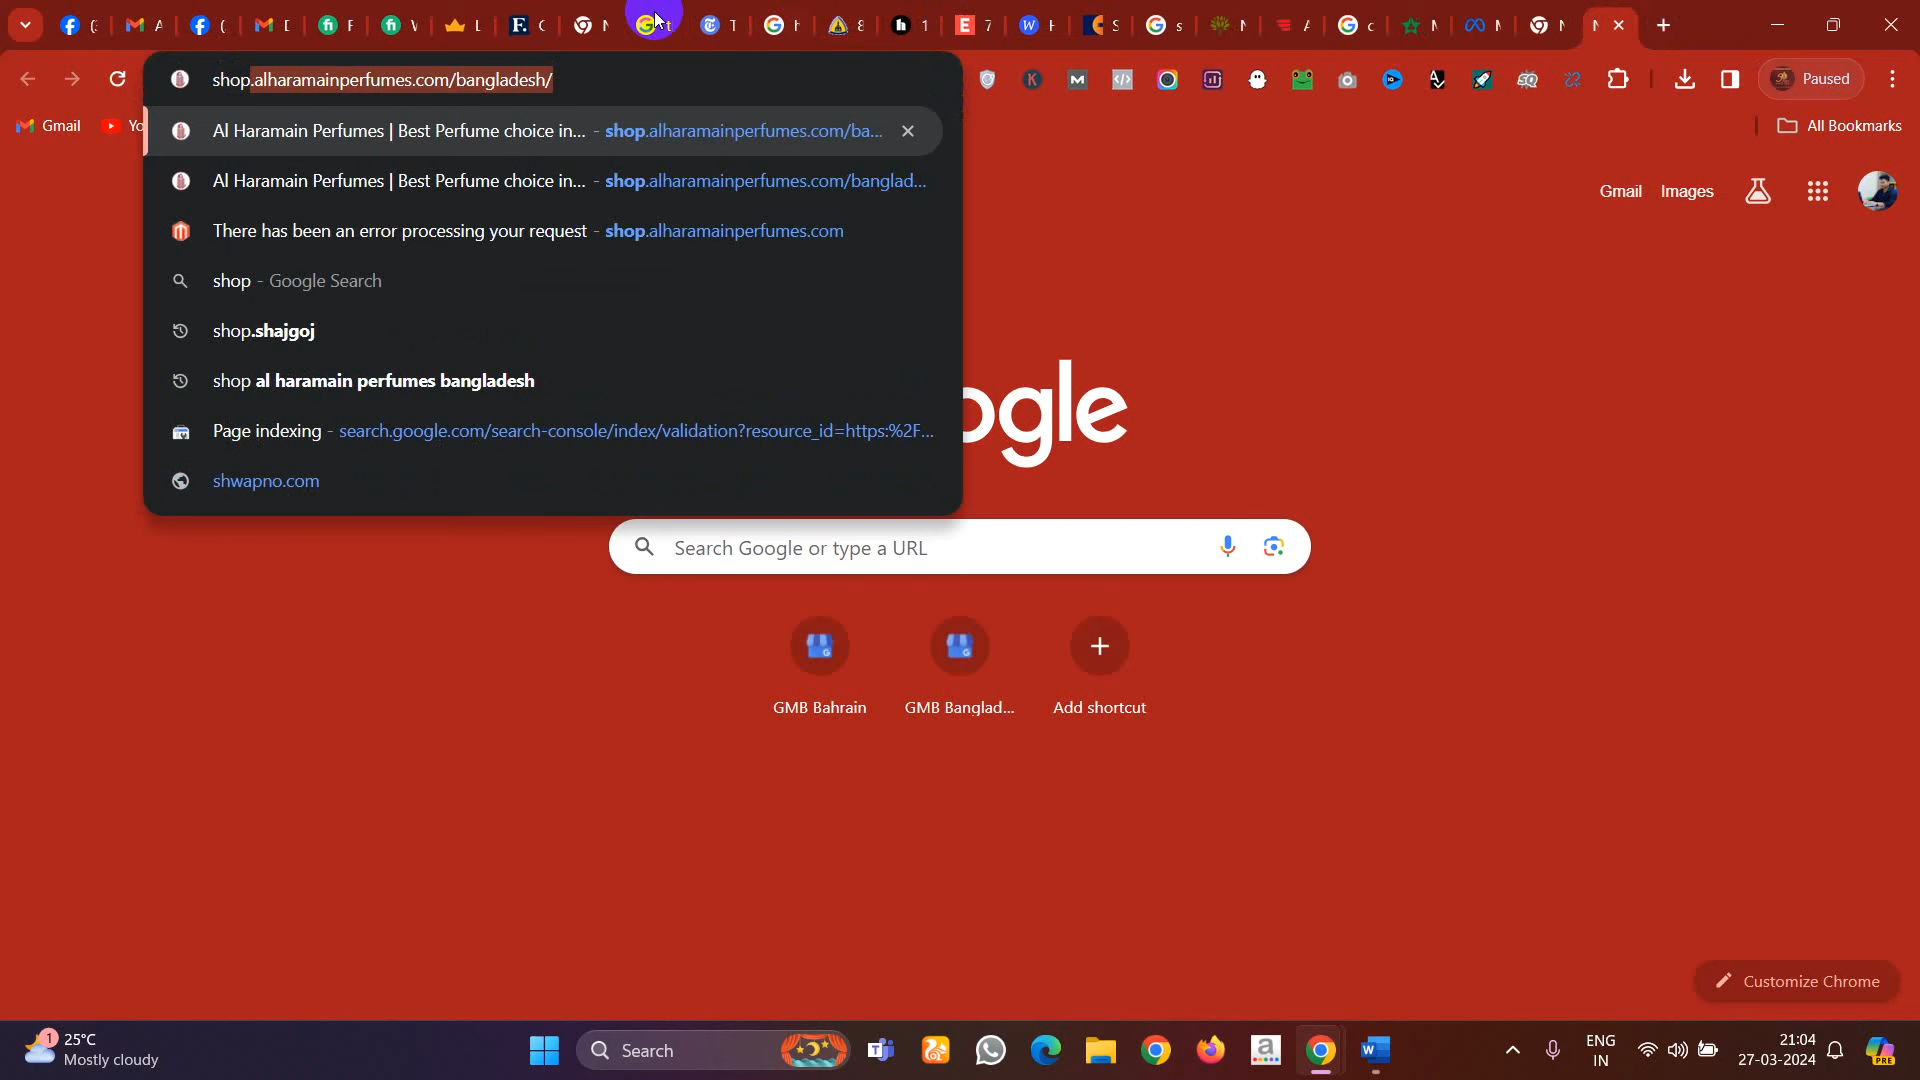 shop.alharamainperfumes.com/bangladesh/
Paused
Gmail
Yo
All Bookmarks
Al Haramain Perfumes | Best Perfume choice in... - shop.alharamainperfumes.com/ba...
Al Haramain Perfumes | Best Perfume choice in... - shop.alharamainperfumes.com/banglad...
Gmail Images
There has been an error processing your request - shop.alharamainperfumes.com
shop - Google Search
shop.shajgoj
shop al haramain perfumes bangladesh
Page indexing - search.google.com/search-console/index/validation?resource_id=https:%2F...
shwapno.com
ogle
Search Google or type a URL
GMB Bahrain
GMB Banglad...
Add shortcut
Customize Chrome
1
25°C
Mostly cloudy
Search
ENG
IN
21:04
27-03-2024
PRE